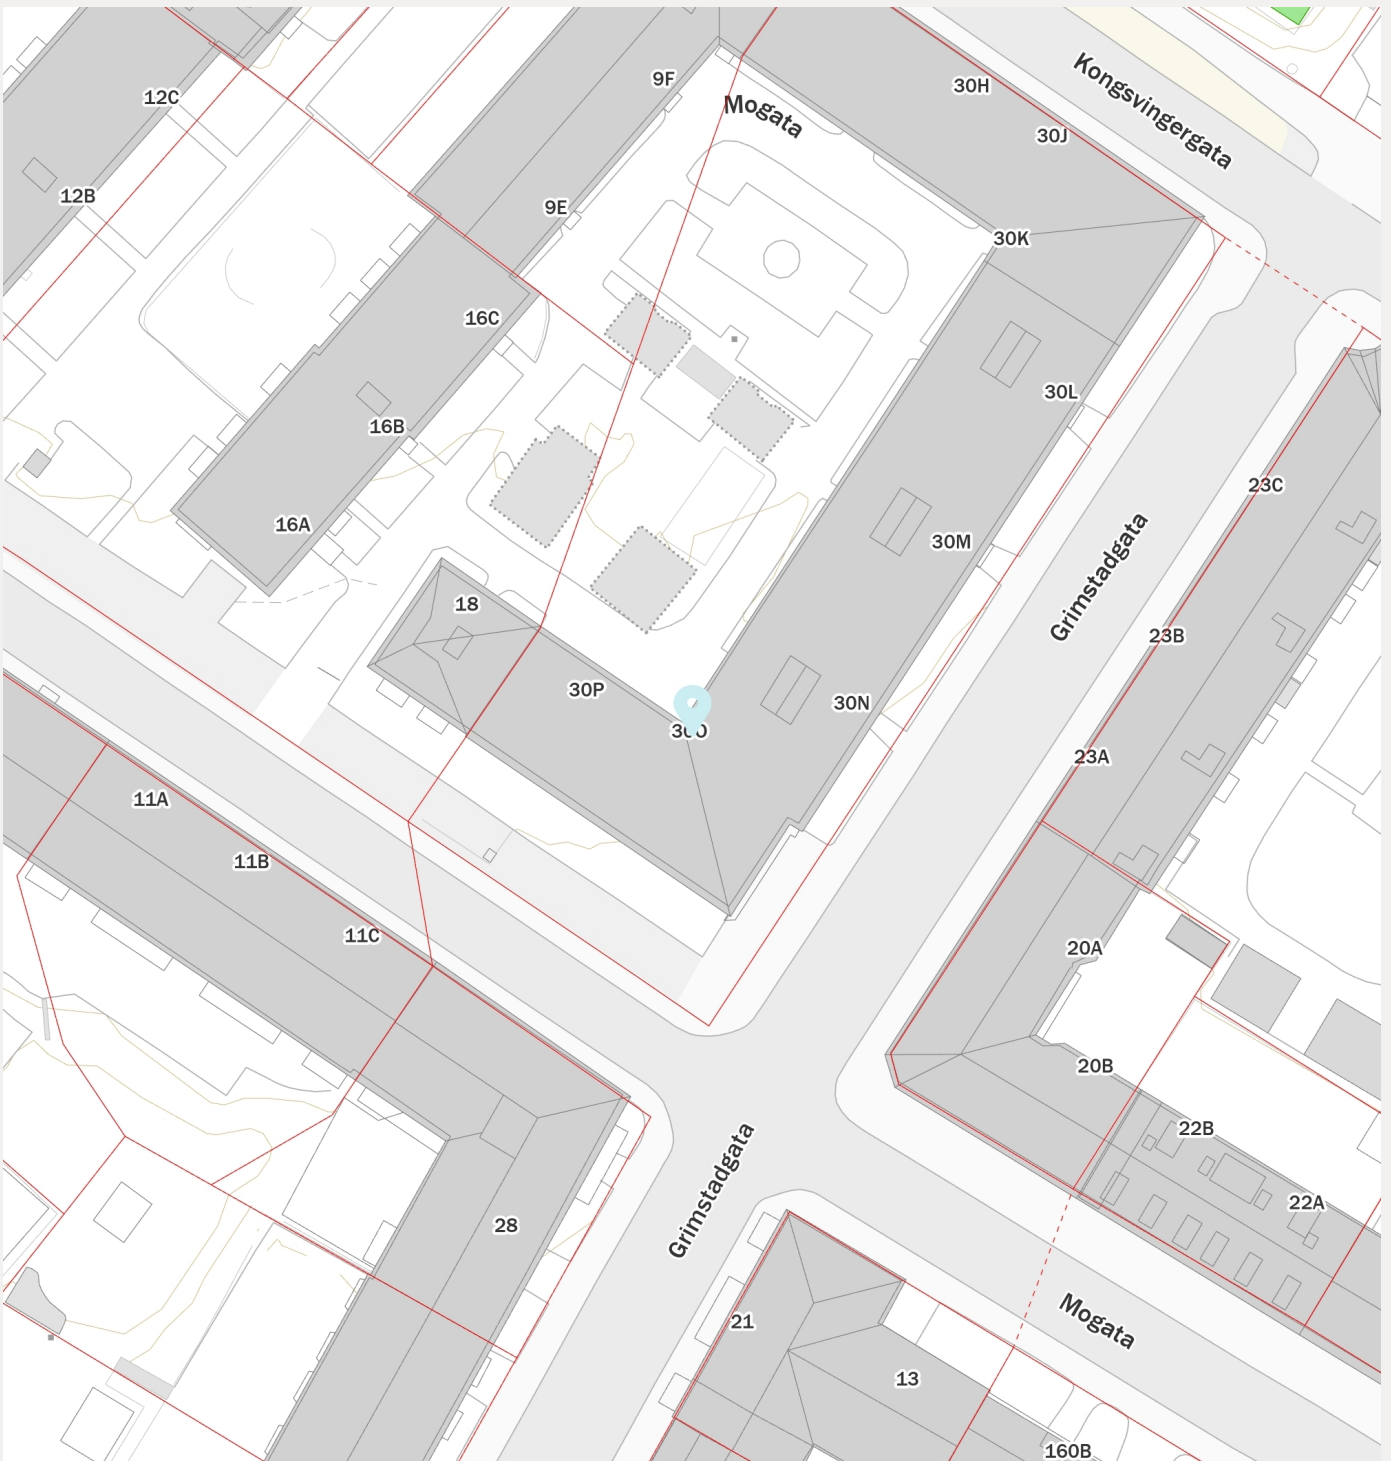 Kongsvingergata
9F
30H
12C
Mogata
30J
12B
9E
30K
16C
30L
16B
23C
16A
30M
Grimstadgata
18
23B
30P
30N
30O
23A
11A
11B
11C
20A
20B
22B
Grimstadgata
22A
28
Mogata
21
13
160B